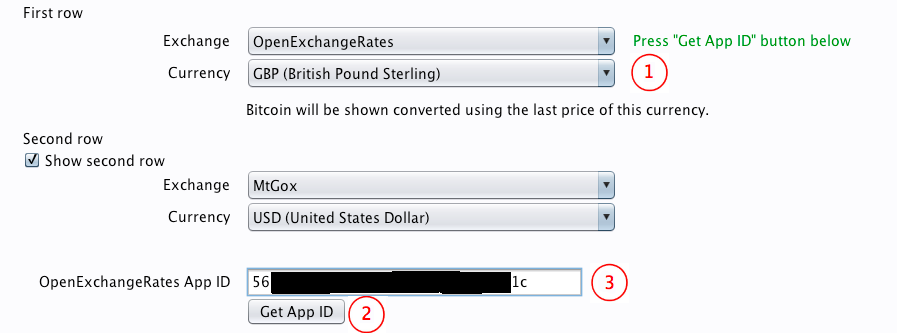 First row
Exchange OpenExchangeRates Press "Get App ID" button below
Currency GBP (British Pound Sterling) 1
Bitcoin will be shown converted using the last price of this currency.
Second row
Show second row
Exchange MtGox
Currency USD (United States Dollar)
OpenExchangeRates App ID 56 1c 3
Get App ID 2